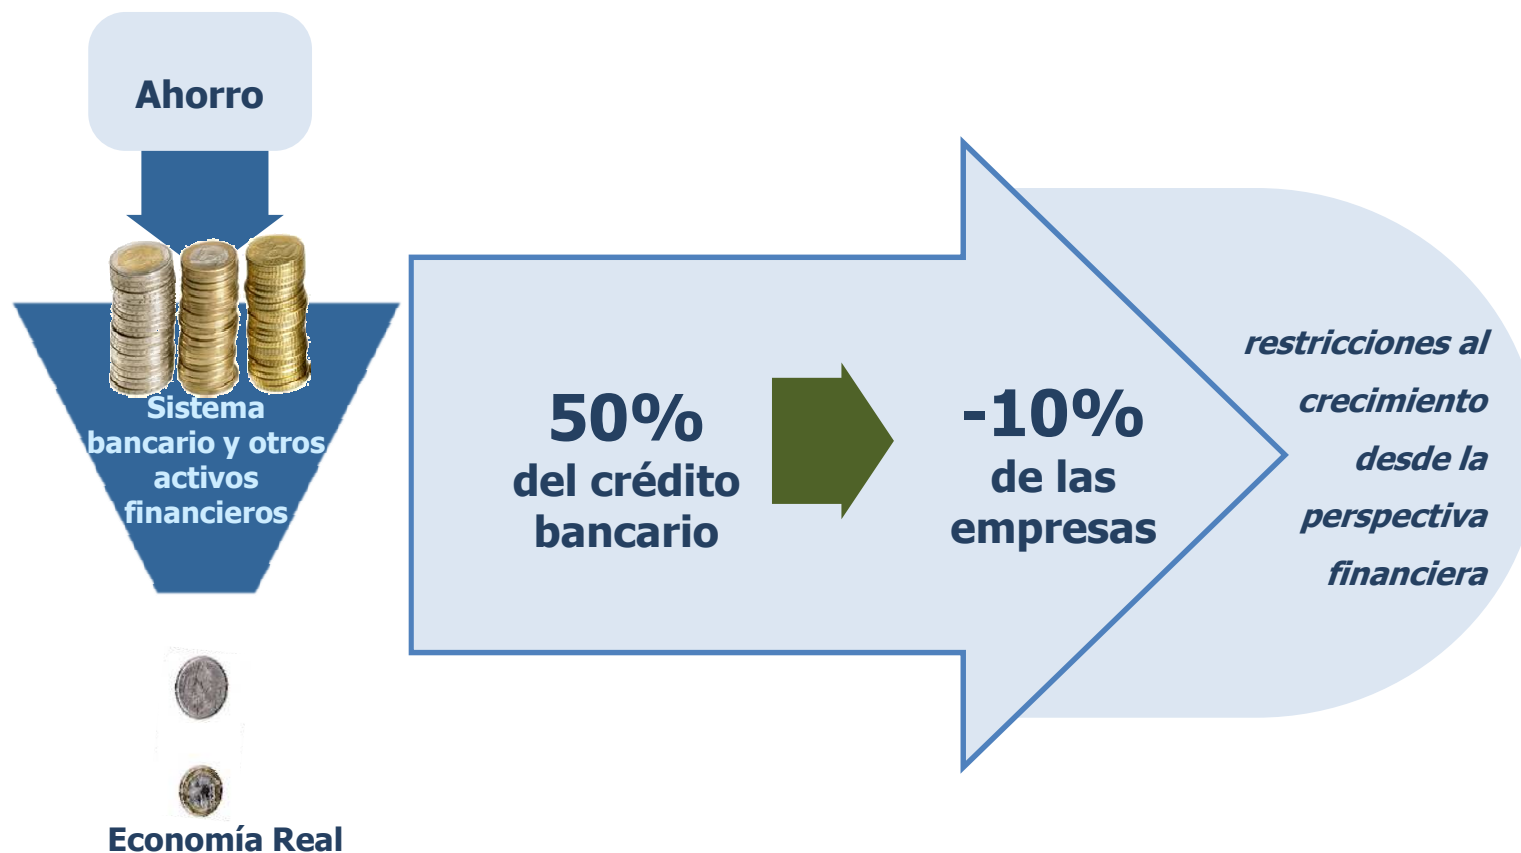 Ahorro
Sistema
bancario y otros
activos
financieros
Economía Real
50%
del crédito
bancario
-10%
de las
empresas
restricciones al
crecimiento
desde la
perspectiva
financiera